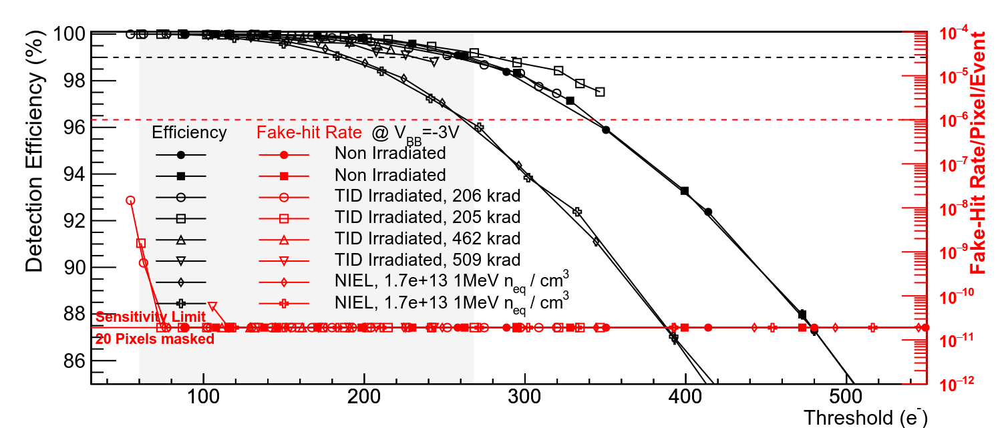 Detection Efficiency (%)
100
98
96
94
92
90
88
86
Efficiency Fake-hit Rate @ V_BB=-3V
Non Irradiated
Non Irradiated
TID Irradiated, 206 krad
TID Irradiated, 205 krad
TID Irradiated, 462 krad
TID Irradiated, 509 krad
NIEL, 1.7e+13 1MeV n_eq / cm³
NIEL, 1.7e+13 1MeV n_eq / cm³
Sensitivity Limit
20 Pixels masked
10⁻⁴
10⁻⁵
10⁻⁶
10⁻⁷
10⁻⁸
10⁻⁹
10⁻¹⁰
10⁻¹¹
10⁻¹²
Fake-Hit Rate/Pixel/Event
100 200 300 400 500
Threshold (e⁻)